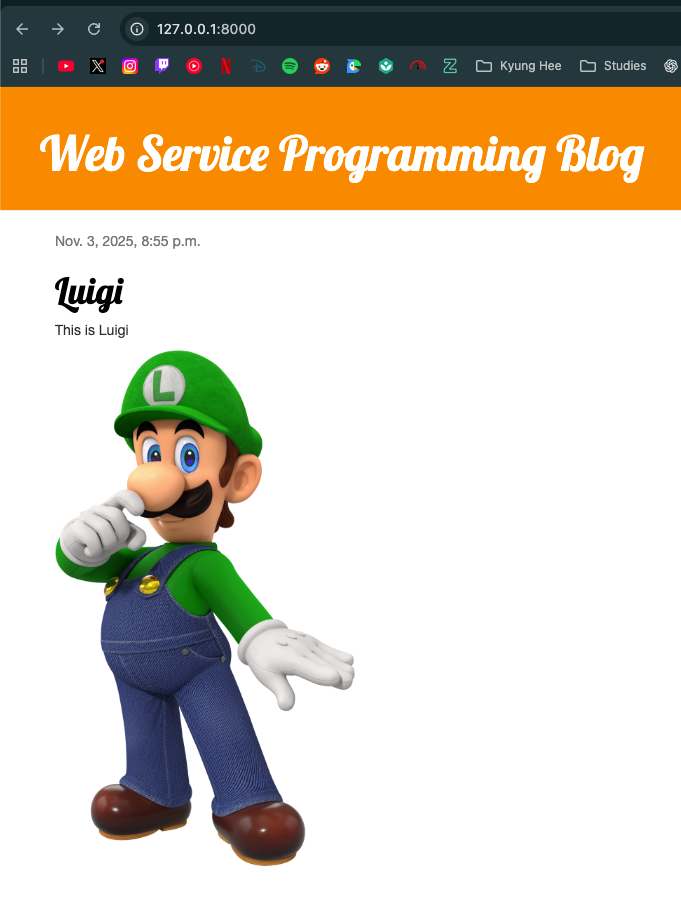 127.0.0.1:8000
Kyung Hee
Studies
Web Service Programming Blog
Nov. 3, 2025, 8:55 p.m.
Luigi
This is Luigi
L